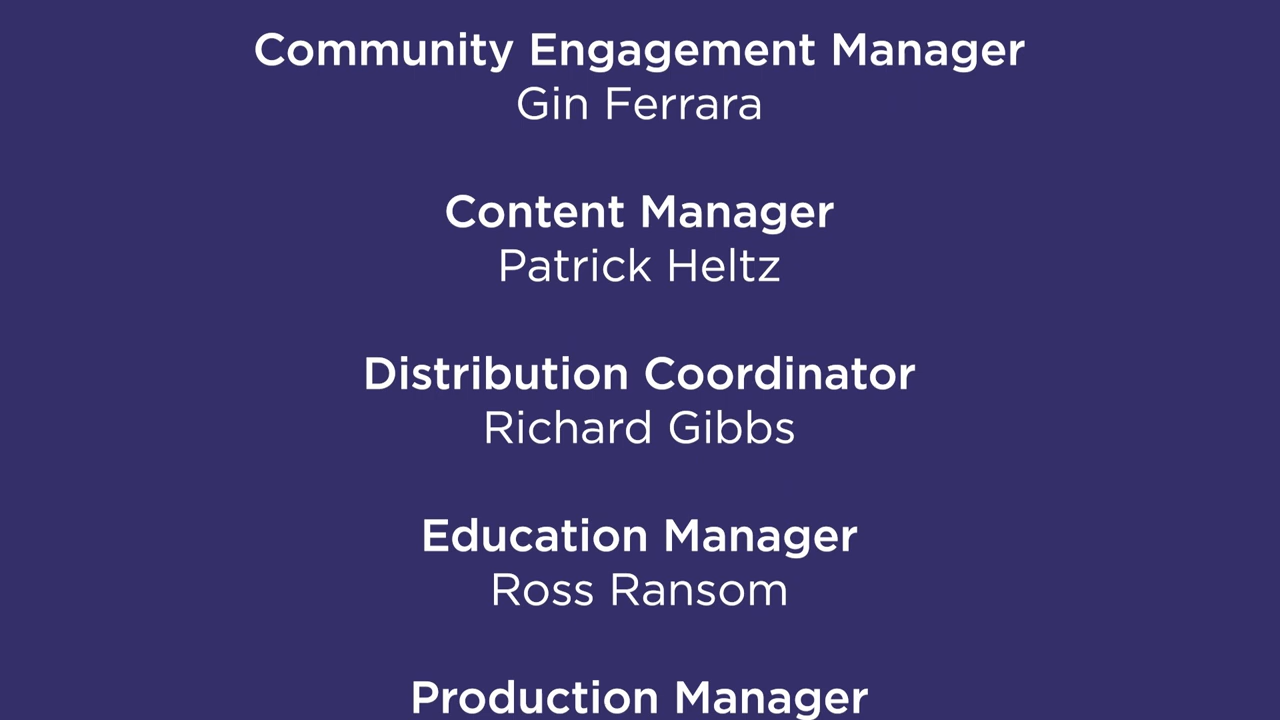 Community Engagement Manager
Gin Ferrara
Content Manager
Patrick Heltz
Distribution Coordinator
Richard Gibbs
Education Manager
Ross Ransom
Production Manager